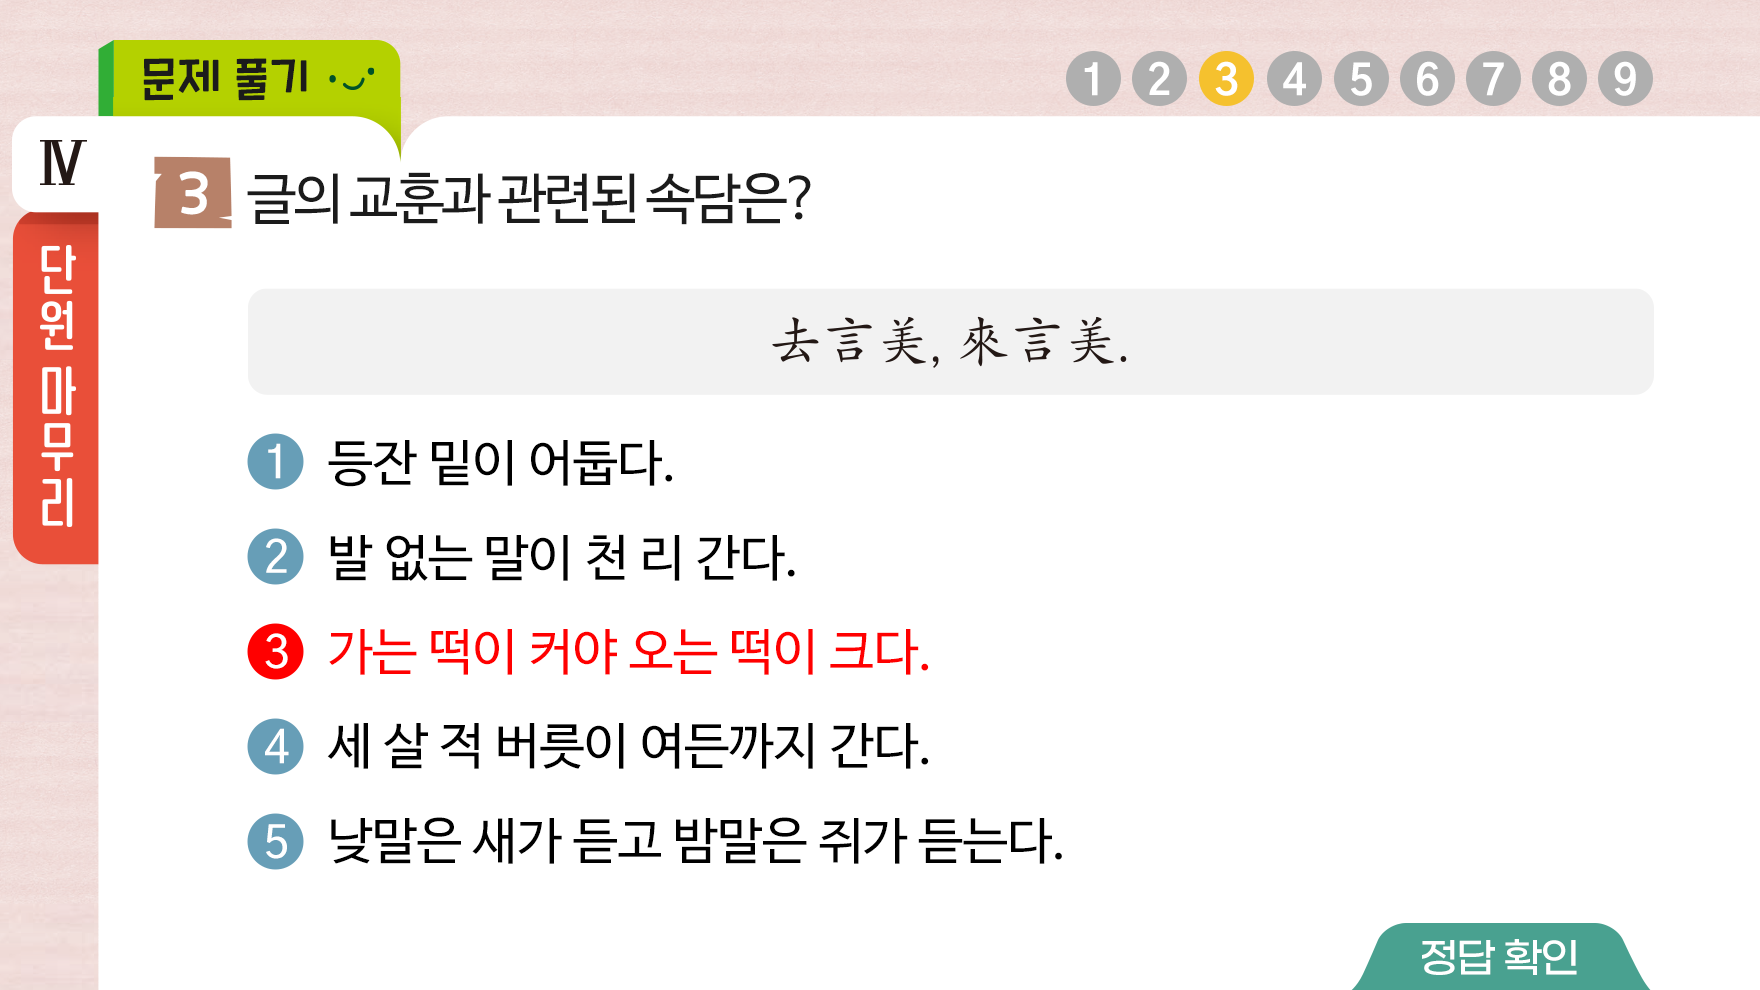 문제 풀기
1 2 3 4 5 6 7 8 9
Ⅳ
단원 마무리
3 글의 교훈과 관련된 속담은?
去言美, 來言美.
1 등잔 밑이 어둡다.
2 발 없는 말이 천 리 간다.
3 가는 떡이 커야 오는 떡이 크다.
4 세 살 적 버릇이 여든까지 간다.
5 낮말은 새가 듣고 밤말은 쥐가 듣는다.
정답 확인